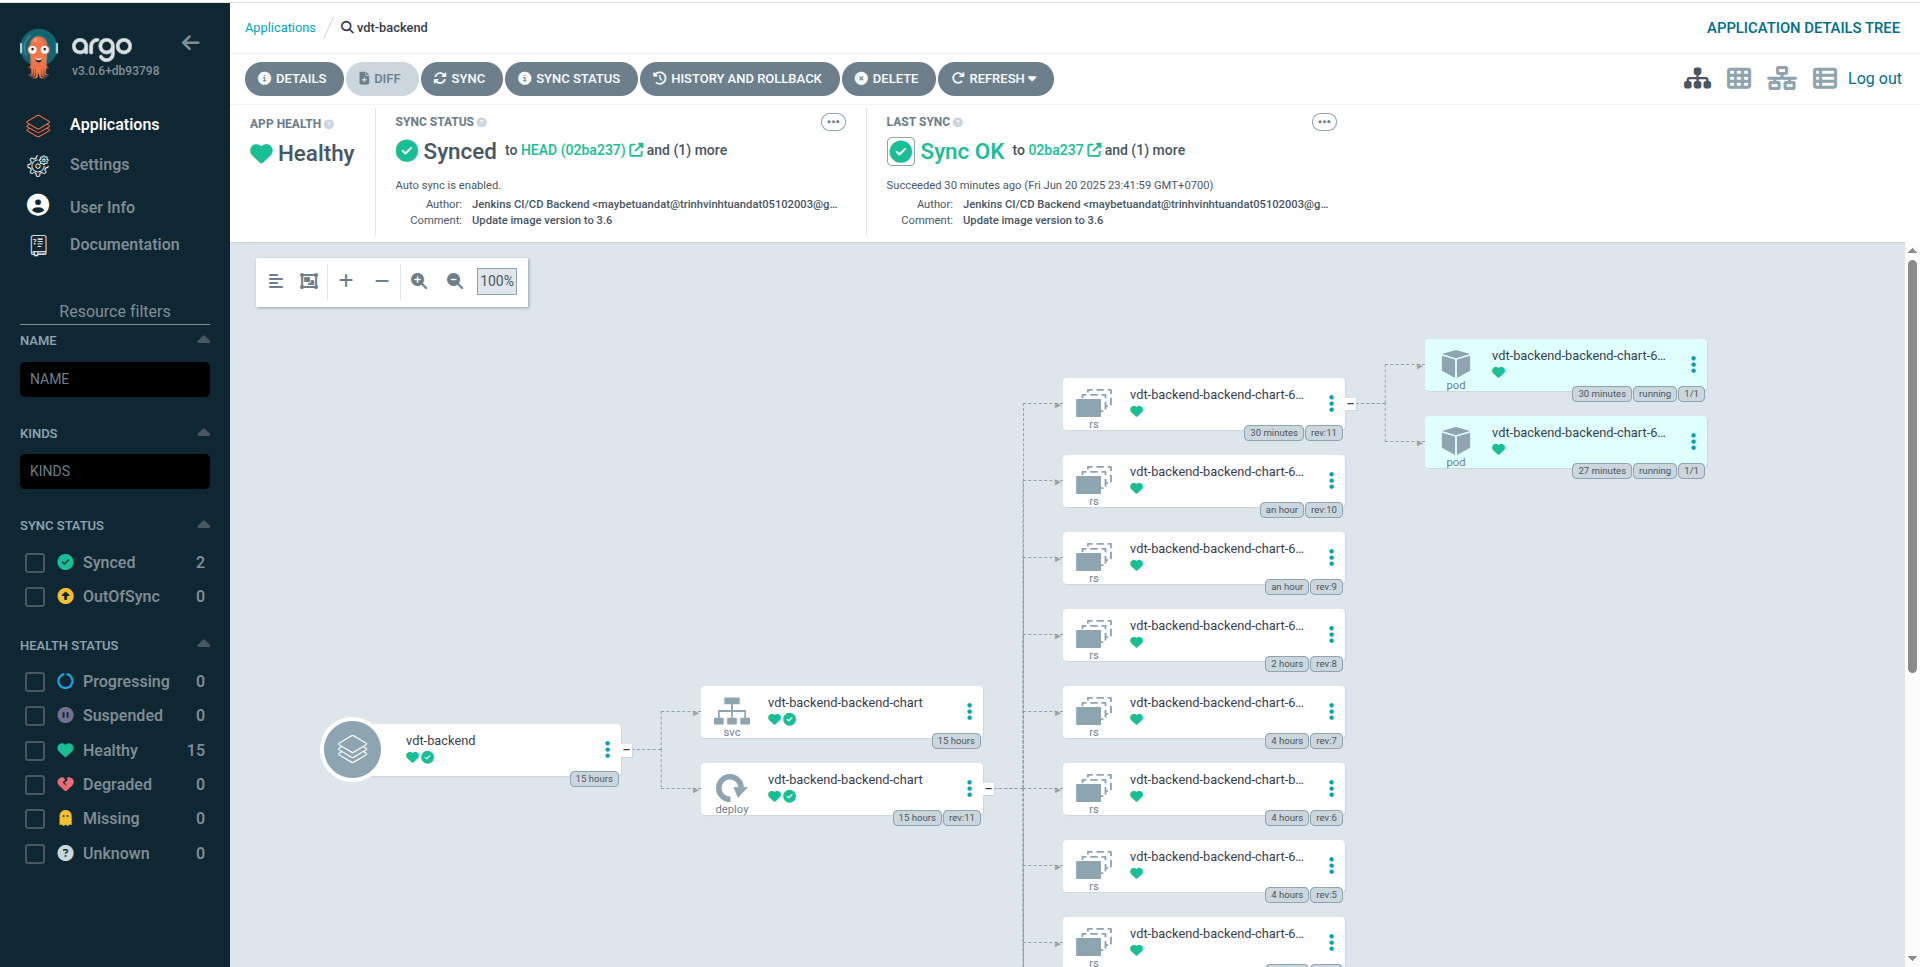 argo
v3.0.6+db93798
Applications
Settings
User Info
Documentation
Resource filters
NAME
NAME
KINDS
KINDS
SYNC STATUS
Synced 2
OutOfSync 0
HEALTH STATUS
Progressing 0
Suspended 0
Healthy 15
Degraded 0
Missing 0
Unknown 0
Applications / vdt-backend
APPLICATION DETAILS TREE
DETAILS DIFF SYNC SYNC STATUS HISTORY AND ROLLBACK DELETE REFRESH
Log out
APP HEALTH
Healthy
SYNC STATUS
Synced to HEAD (02ba237) and (1) more
Auto sync is enabled.
Author: Jenkins CI/CD Backend <maybetuandat@trinhvinhtuandat05102003@g...
Comment: Update image version to 3.6
LAST SYNC
Sync OK to 02ba237 and (1) more
Succeeded 30 minutes ago (Fri Jun 20 2025 23:41:59 GMT+0700)
Author: Jenkins CI/CD Backend <maybetuandat@trinhvinhtuandat05102003@g...
Comment: Update image version to 3.6
100%
vdt-backend
15 hours
vdt-backend-backend-chart
svc
15 hours
vdt-backend-backend-chart
deploy
15 hours rev:11
vdt-backend-backend-chart-6...
rs
30 minutes rev:11
vdt-backend-backend-chart-6...
rs
an hour rev:10
vdt-backend-backend-chart-6...
rs
an hour rev:9
vdt-backend-backend-chart-6...
rs
2 hours rev:8
vdt-backend-backend-chart-6...
rs
4 hours rev:7
vdt-backend-backend-chart-b...
rs
4 hours rev:6
vdt-backend-backend-chart-6...
rs
4 hours rev:5
vdt-backend-backend-chart-6...
rs
vdt-backend-backend-chart-6...
pod
30 minutes running 1/1
vdt-backend-backend-chart-6...
pod
27 minutes running 1/1